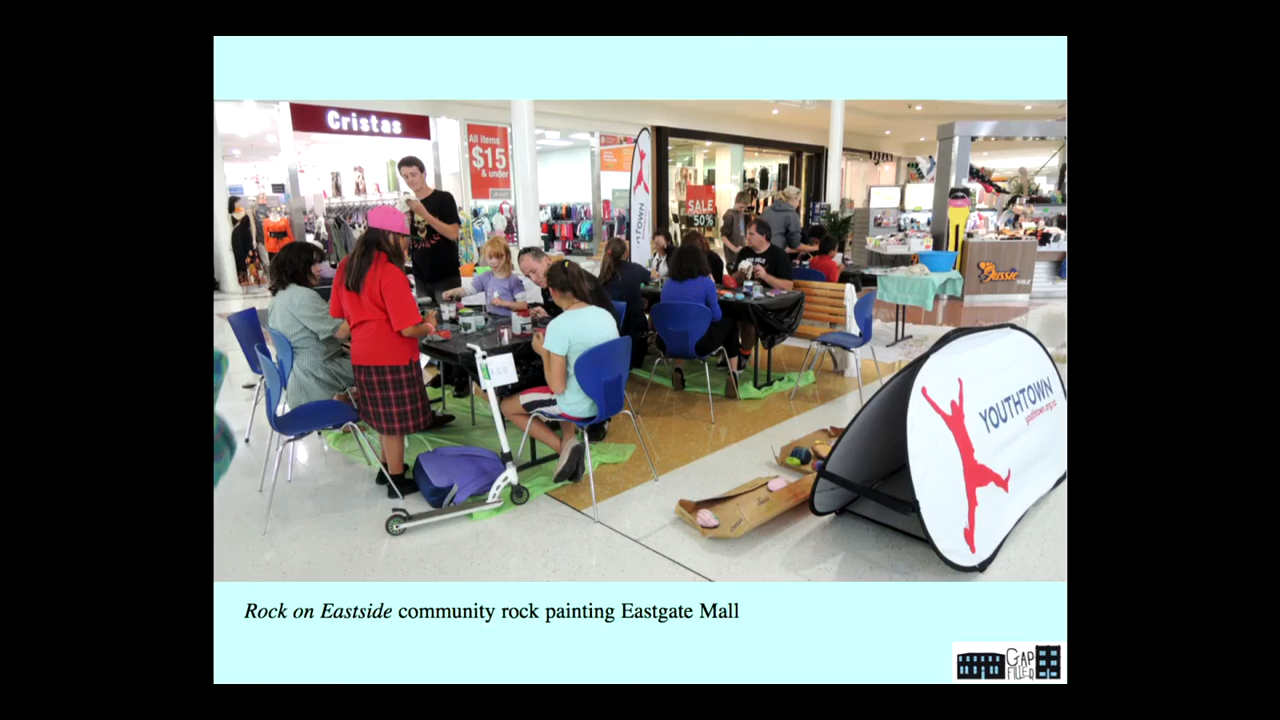 Cristas
All items
$15
& under
SALE
50%
YOUTHTOWN
youthtown.org.nz
Aussie
Rock on Eastside community rock painting Eastgate Mall
GAP
FILLER